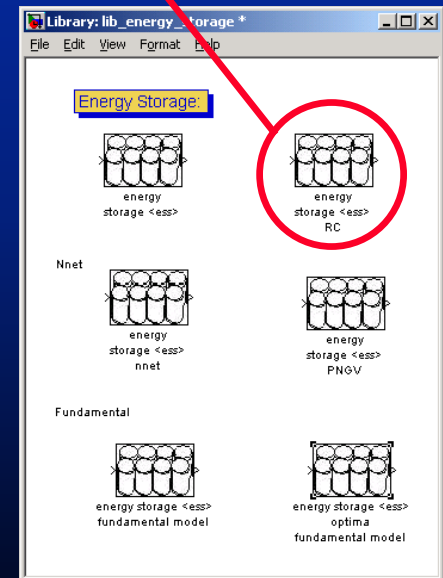 Library: lib_energy_storage *
File Edit View Format Help
Energy Storage:
energy
storage <ess>
energy
storage <ess>
RC
Nnet
energy
storage <ess>
nnet
energy
storage <ess>
PNGV
Fundamental
energy storage <ess>
fundamental model
energy storage <ess>
optima
fundamental model